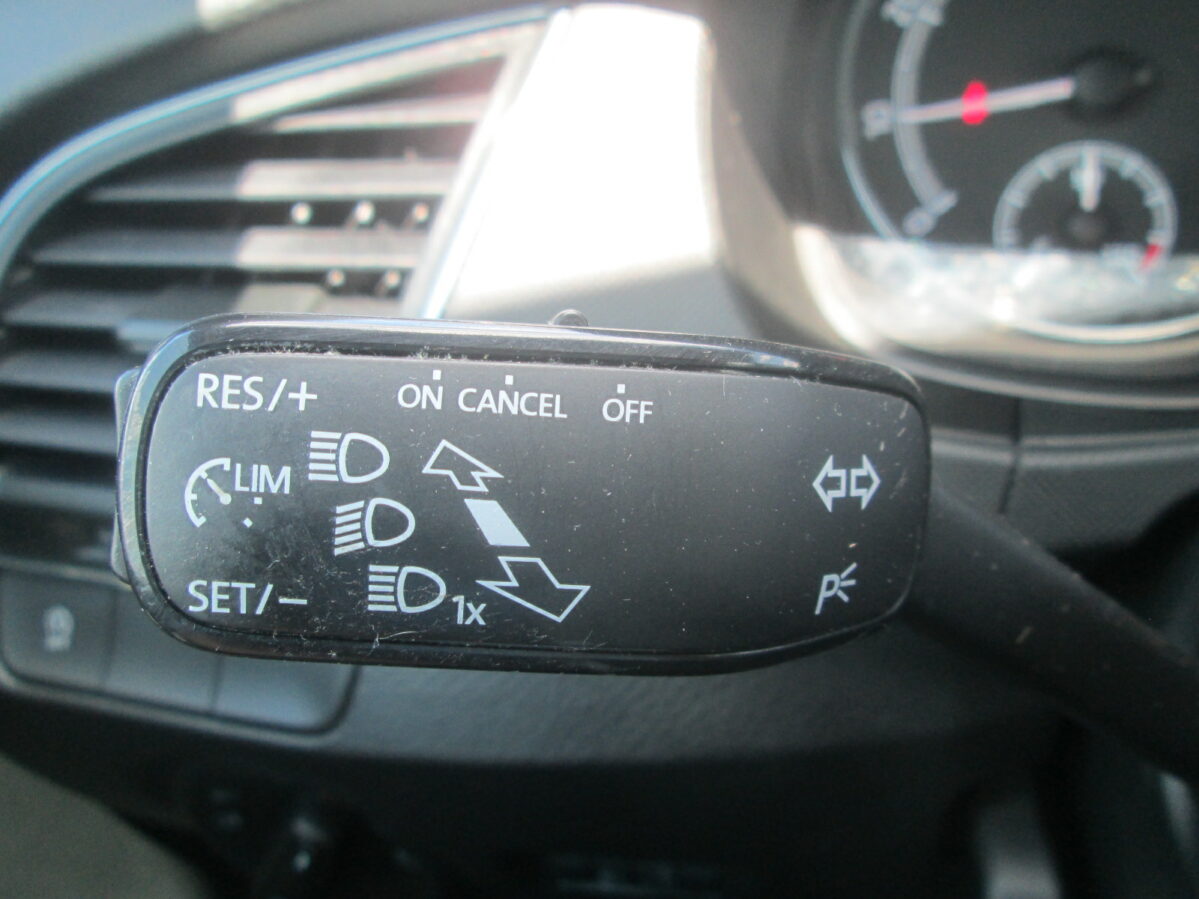 RES/+
ON CANCEL OFF
LIM
SET/−
1x
P